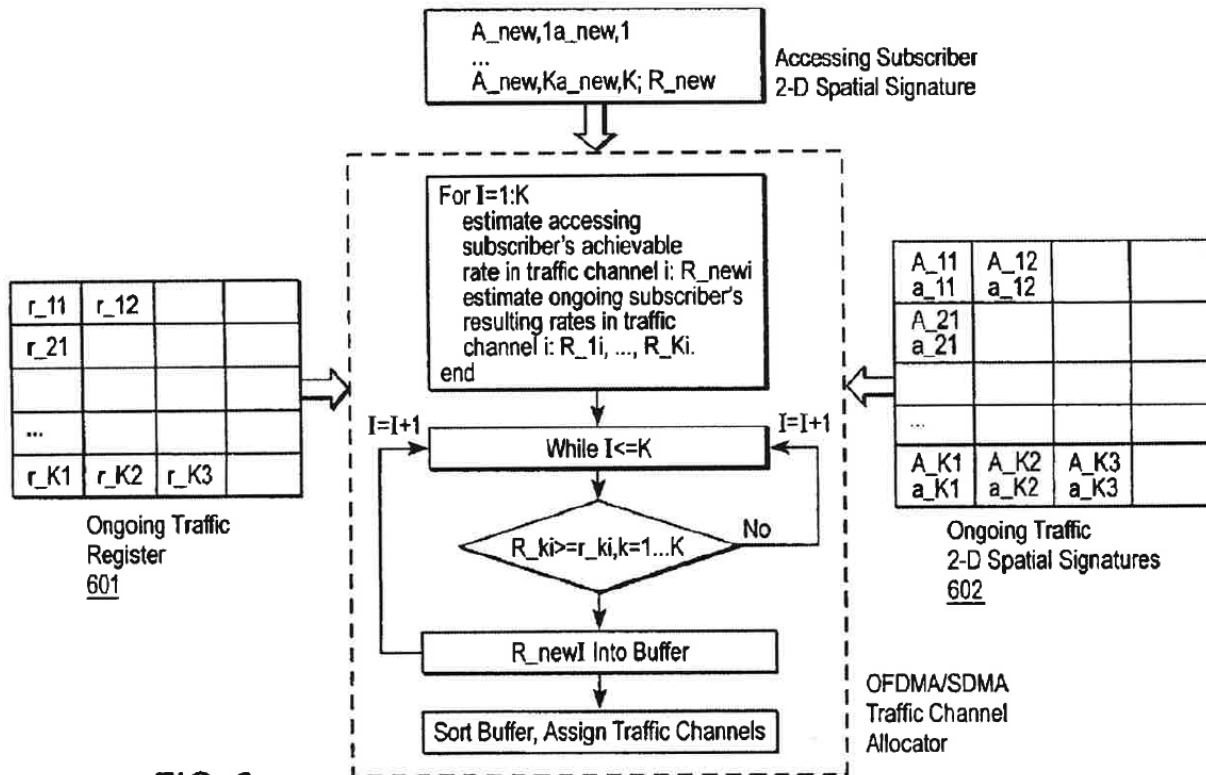 A_new,1a_new,1
...
A_new,Ka_new,K; R_new
Accessing Subscriber
2-D Spatial Signature
For I=1:K
estimate accessing
subscriber's achievable
rate in traffic channel i: R_newi
estimate ongoing subscriber's
resulting rates in traffic
channel i: R_1i, ..., R_Ki.
end
r_11 r_12
r_21
...
r_K1 r_K2 r_K3
Ongoing Traffic
Register
601
A_11 A_12
a_11 a_12
A_21
a_21
...
A_K1 A_K2 A_K3
a_K1 a_K2 a_K3
Ongoing Traffic
2-D Spatial Signatures
602
I=I+1
While I<=K
I=I+1
R_ki>=r_ki,k=1...K
No
R_newI Into Buffer
Sort Buffer, Assign Traffic Channels
OFDMA/SDMA
Traffic Channel
Allocator